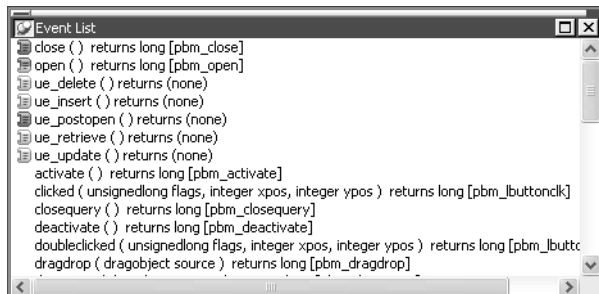 Event List
close ( )  returns long [pbm_close]
open ( )  returns long [pbm_open]
ue_delete ( ) returns (none)
ue_insert ( ) returns (none)
ue_postopen ( ) returns (none)
ue_retrieve ( ) returns (none)
ue_update ( ) returns (none)
activate ( )  returns long [pbm_activate]
clicked ( unsignedlong flags, integer xpos, integer ypos )  returns long [pbm_lbuttonclk]
closequery ( )  returns long [pbm_closequery]
deactivate ( )  returns long [pbm_deactivate]
doubleclicked ( unsignedlong flags, integer xpos, integer ypos )  returns long [pbm_lbutto
dragdrop ( dragobject source )  returns long [pbm_dragdrop]